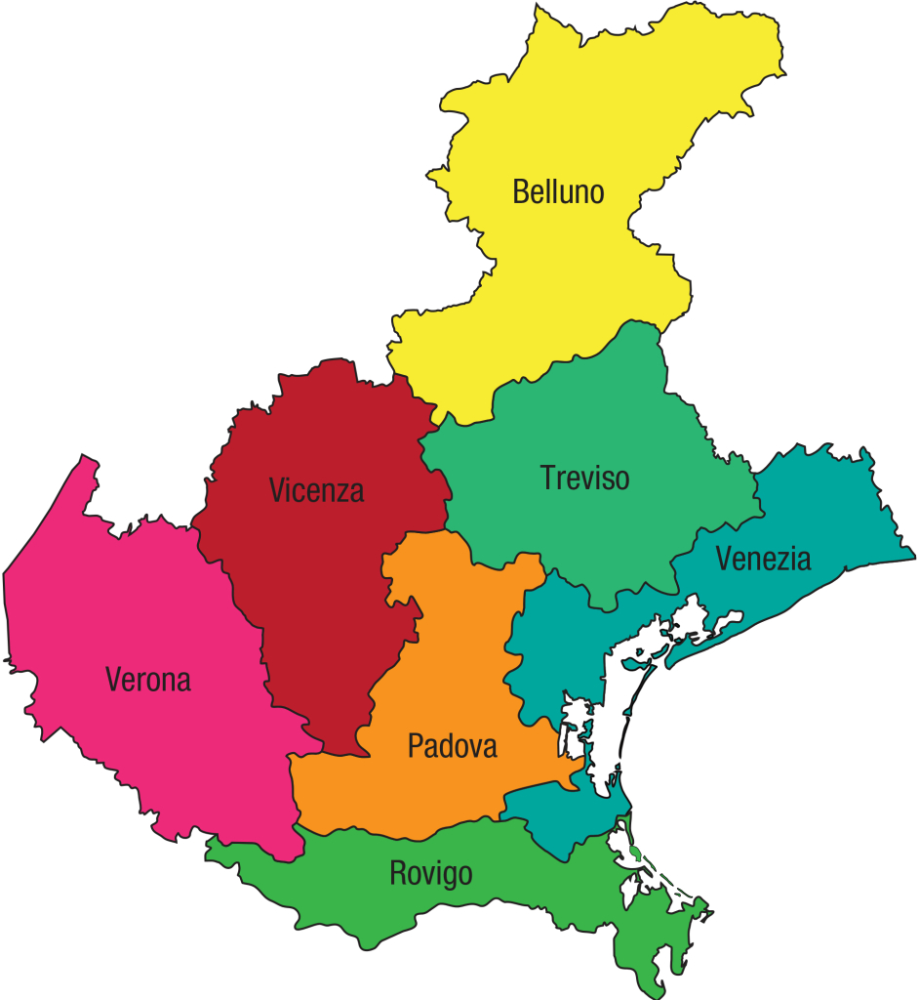 Belluno
Treviso
Vicenza
Venezia
Verona
Padova
Rovigo